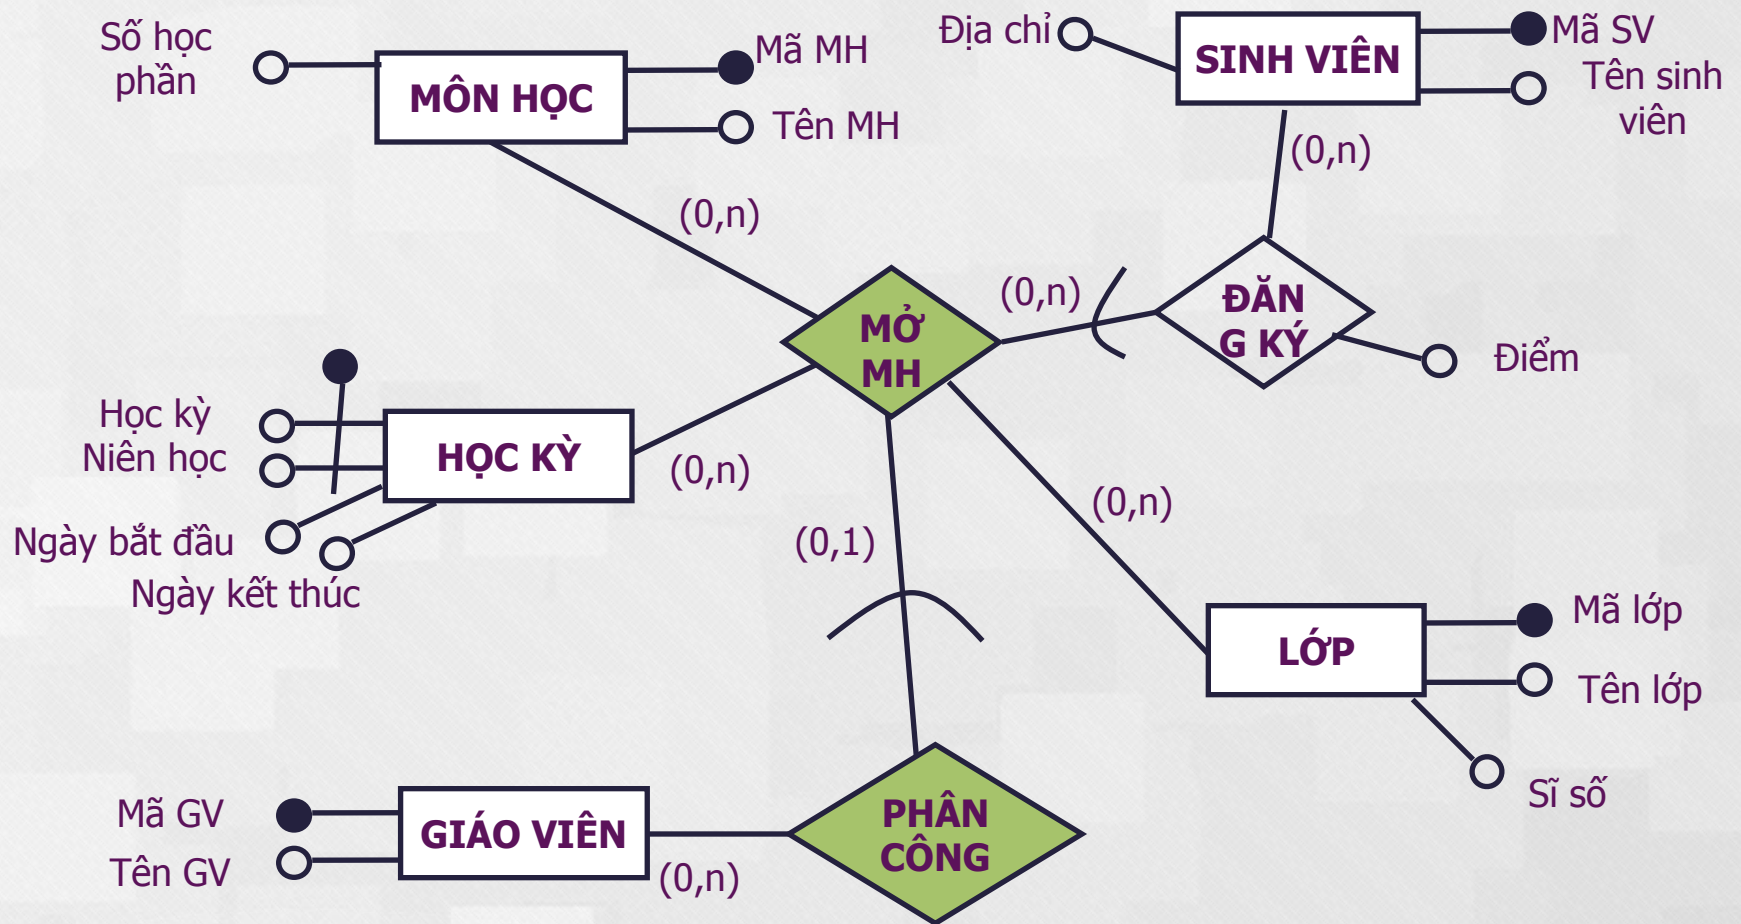 Số học
phần
MÔN HỌC
Mã MH
Tên MH
Địa chỉ
SINH VIÊN
Mã SV
Tên sinh
viên
(0,n)
(0,n)
MỞ
MH
(0,n)
ĐĂN
G KÝ
Điểm
Học kỳ
Niên học
HỌC KỲ
(0,n)
Ngày bắt đầu
Ngày kết thúc
(0,1)
(0,n)
LỚP
Mã lớp
Tên lớp
Sĩ số
Mã GV
Tên GV
GIÁO VIÊN
(0,n)
PHÂN
CÔNG